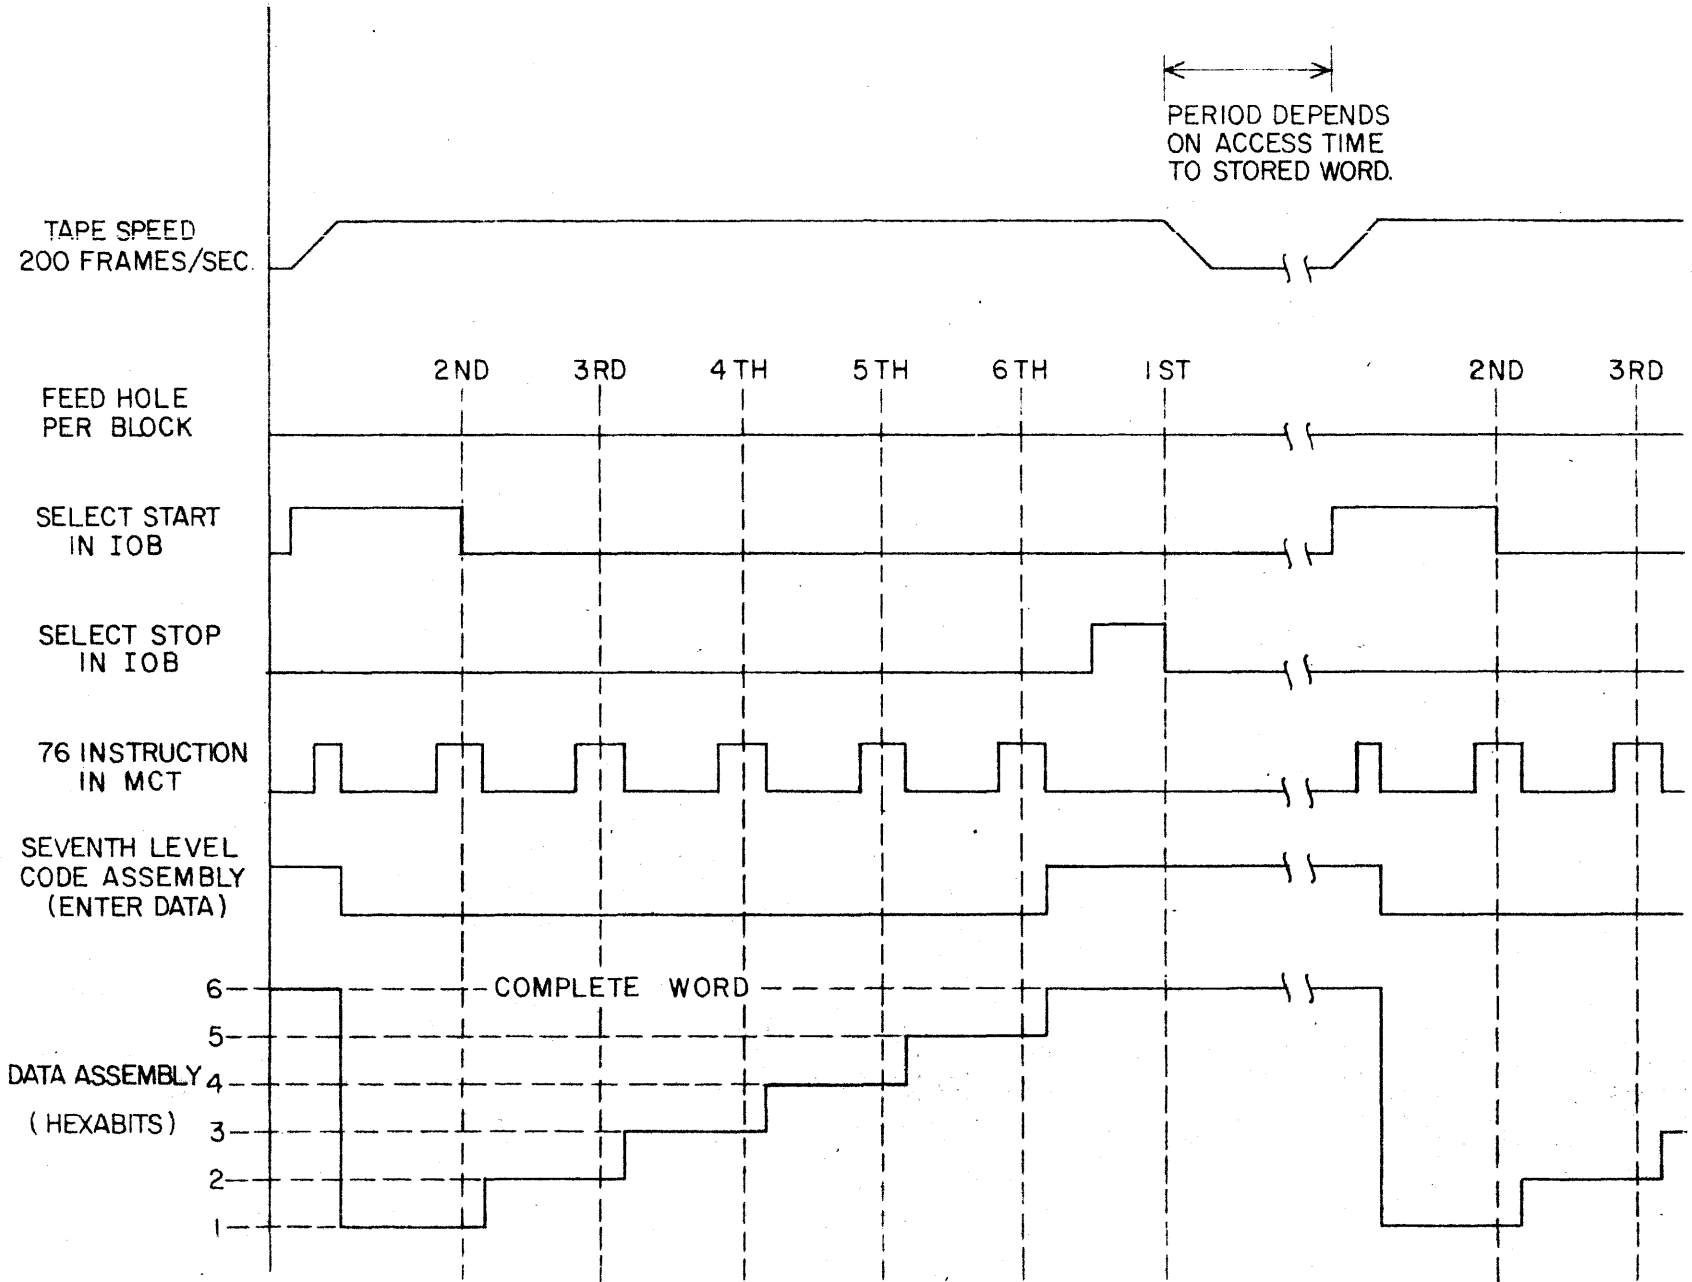 PERIOD DEPENDS
ON ACCESS TIME
TO STORED WORD.
TAPE SPEED
200 FRAMES/SEC.
2ND 3RD 4TH 5TH 6TH 1ST 2ND 3RD
FEED HOLE
PER BLOCK
SELECT START
IN IOB
SELECT STOP
IN IOB
76 INSTRUCTION
IN MCT
SEVENTH LEVEL
CODE ASSEMBLY
(ENTER DATA)
6 COMPLETE WORD
5
DATA ASSEMBLY 4
(HEXABITS) 3
2
1